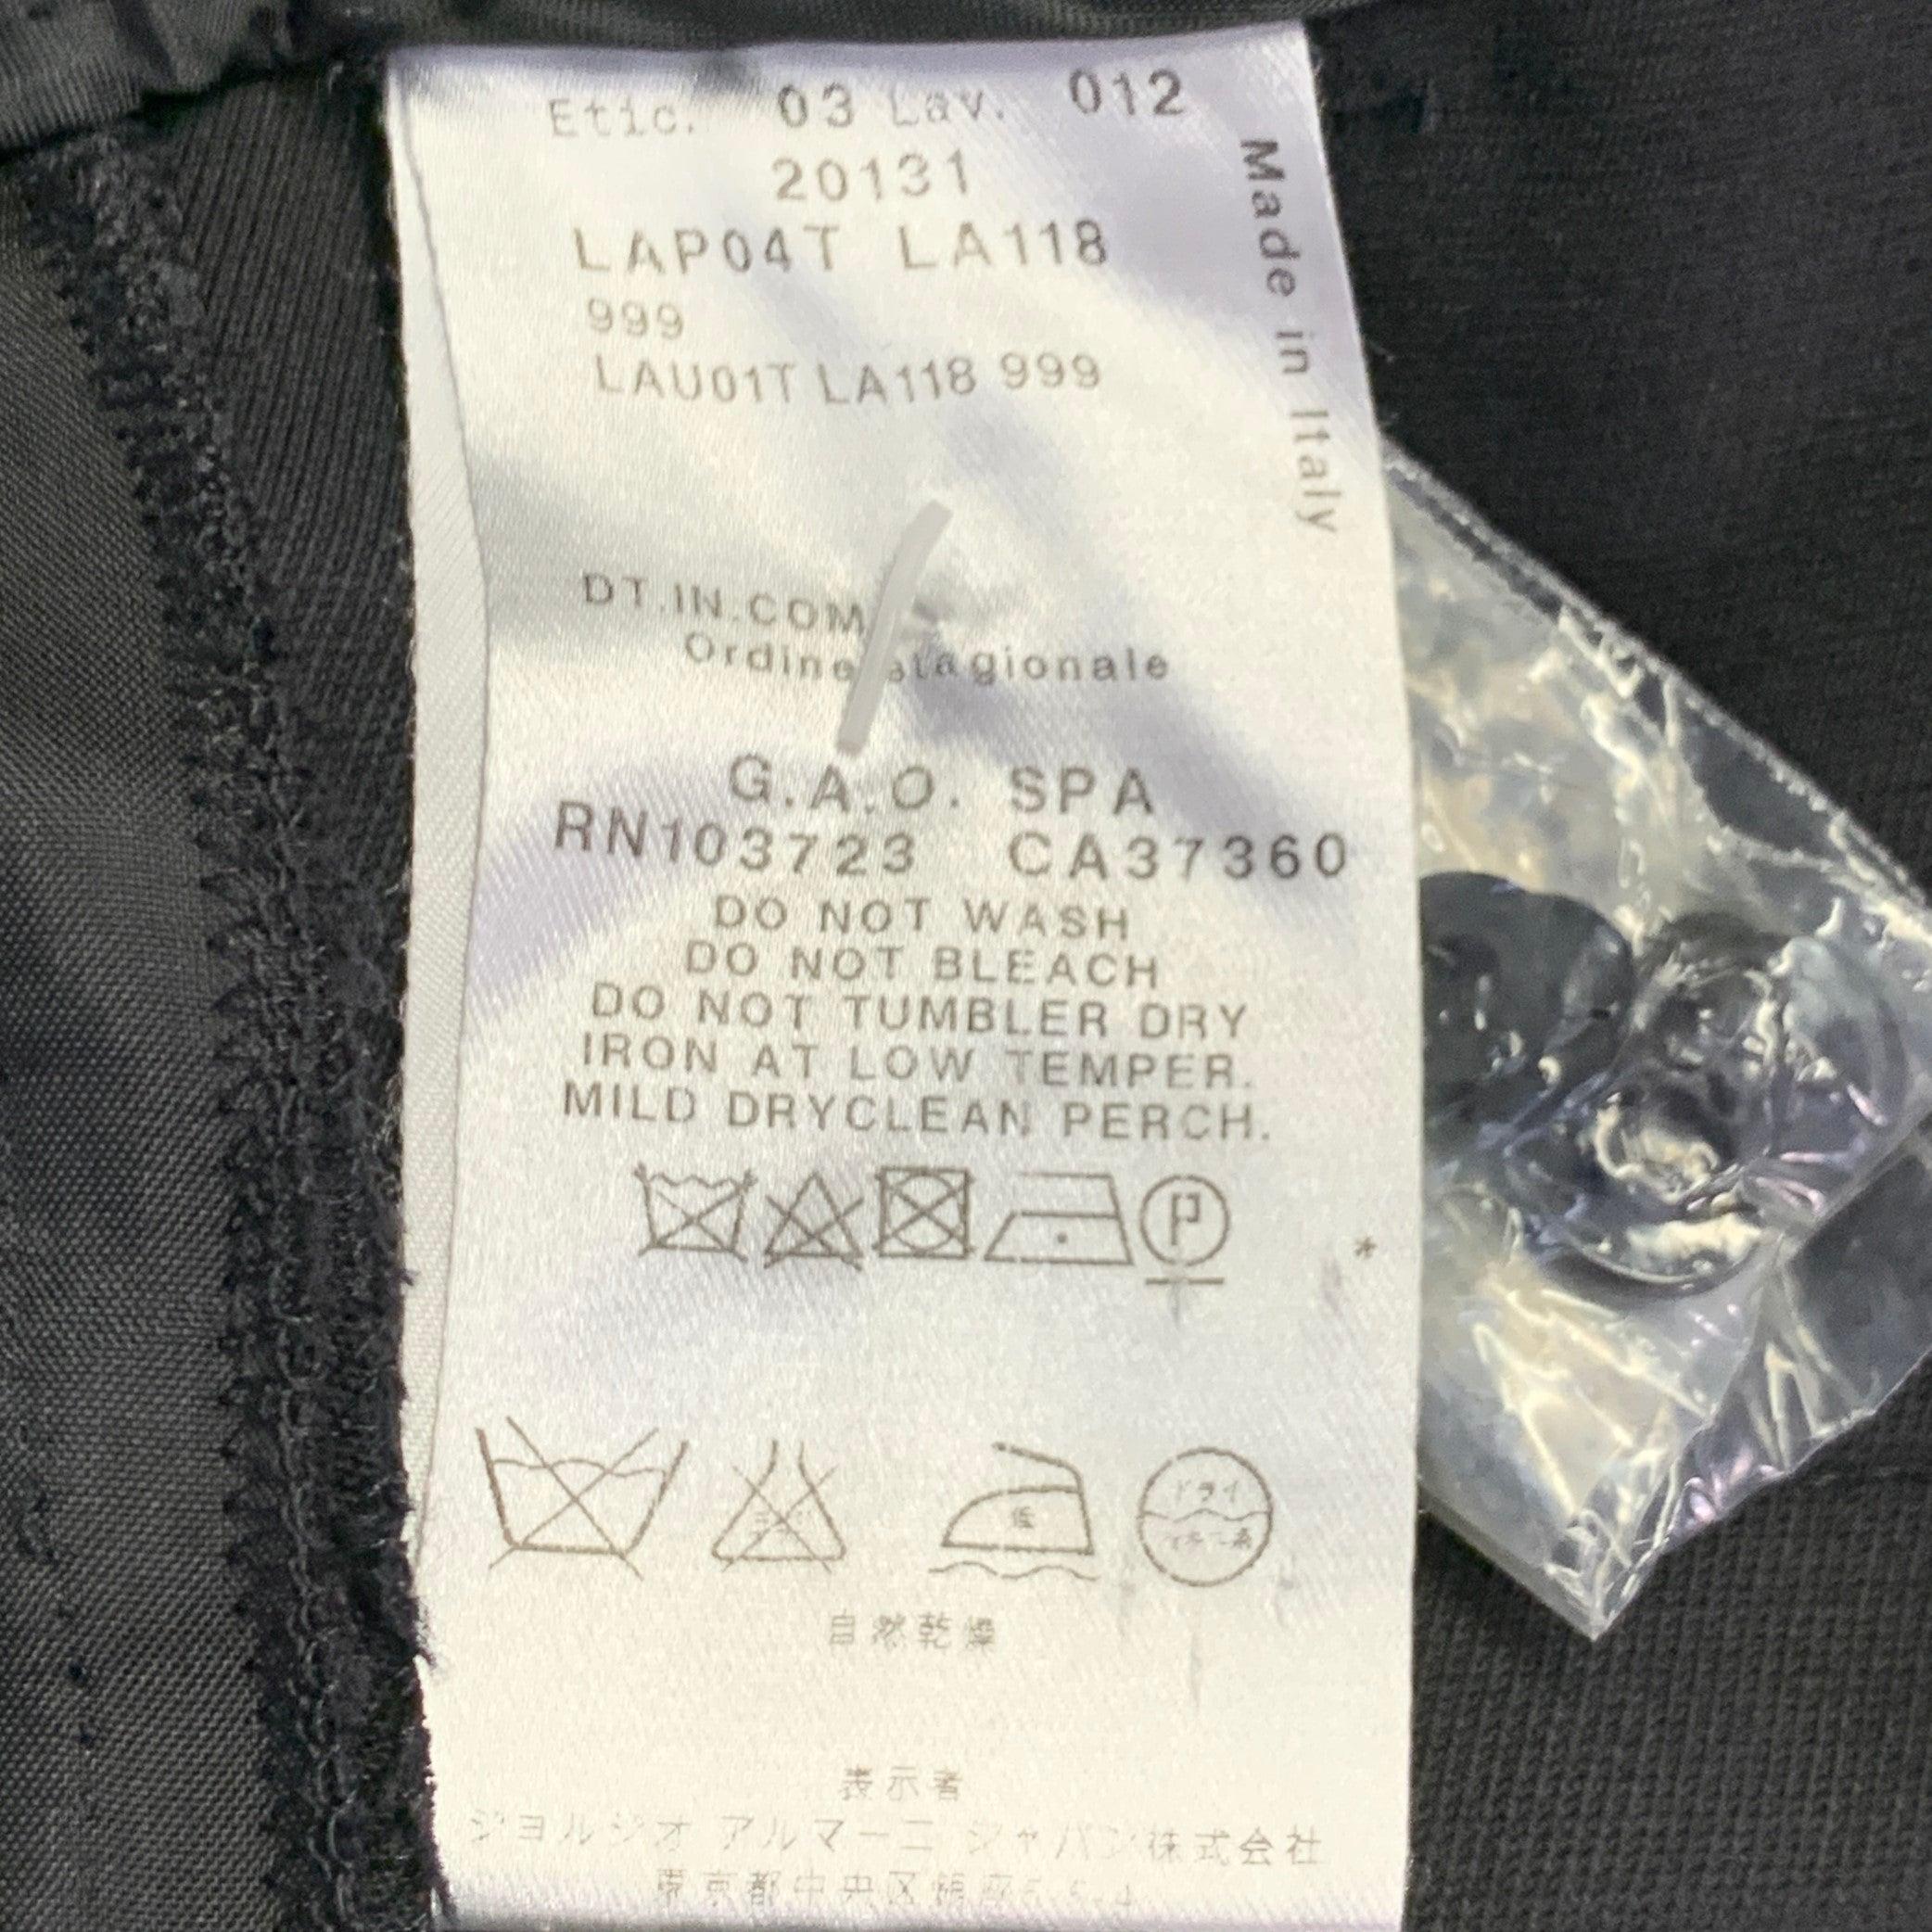 Etic. 03 Lav. 012
20131
LAP04T LA118
999
LAU01T LA118 999
Made in Italy
DT.IN.COM
Ordine stagionale
G.A.O. SPA
RN103723 CA37360
DO NOT WASH
DO NOT BLEACH
DO NOT TUMBLER DRY
IRON AT LOW TEMPER.
MILD DRYCLEAN PERCH.
P
*
低
ドライ
自然乾燥
表示者
ジョルジオ アルマーニ ジャパン株式会社
東京都中央区銀座5.5.4